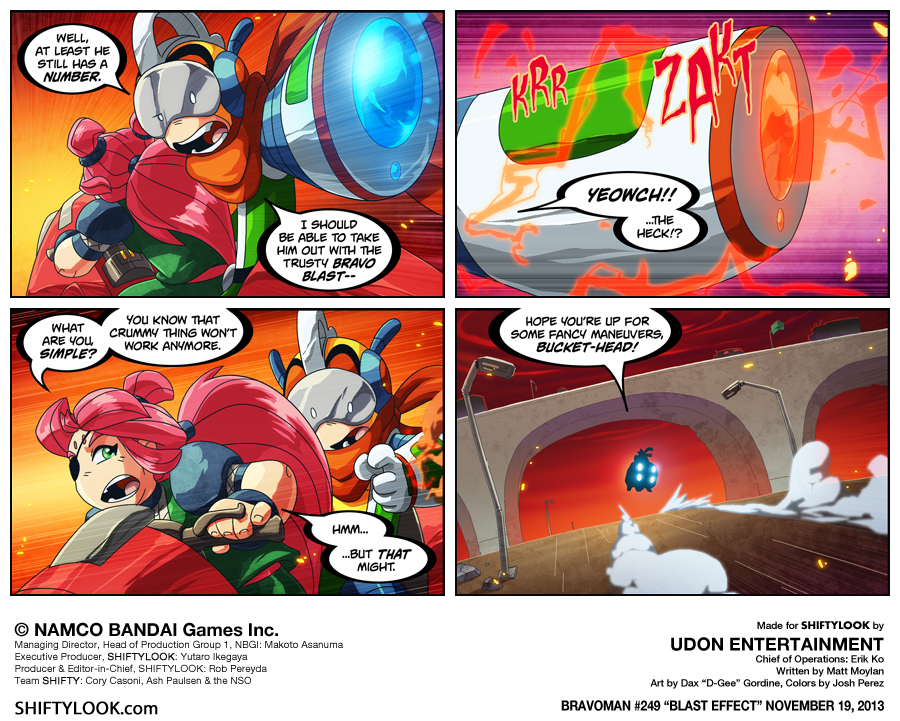 WELL,
AT LEAST HE
STILL HAS A
NUMBER.
I SHOULD
BE ABLE TO TAKE
HIM OUT WITH THE
TRUSTY BRAVO
BLAST--
KRR
ZAKT
YEOWCH!!
...THE
HECK!?
WHAT
ARE YOU,
SIMPLE?
YOU KNOW THAT
CRUMMY THING WON'T
WORK ANYMORE.
HMM...
...BUT THAT
MIGHT.
HOPE YOU'RE UP FOR
SOME FANCY MANEUVERS,
BUCKET-HEAD!
© NAMCO BANDAI Games Inc.
Managing Director, Head of Production Group 1, NBGI: Makoto Asanuma
Executive Producer, SHIFTYLOOK: Yutaro Ikegaya
Producer & Editor-in-Chief, SHIFTYLOOK: Rob Pereyda
Team SHIFTY: Cory Casoni, Ash Paulsen & the NSO
SHIFTYLOOK.com
Made for SHIFTYLOOK by
UDON ENTERTAINMENT
Chief of Operations: Erik Ko
Written by Matt Moylan
Art by Dax "D-Gee" Gordine, Colors by Josh Perez
BRAVOMAN #249 "BLAST EFFECT" NOVEMBER 19, 2013